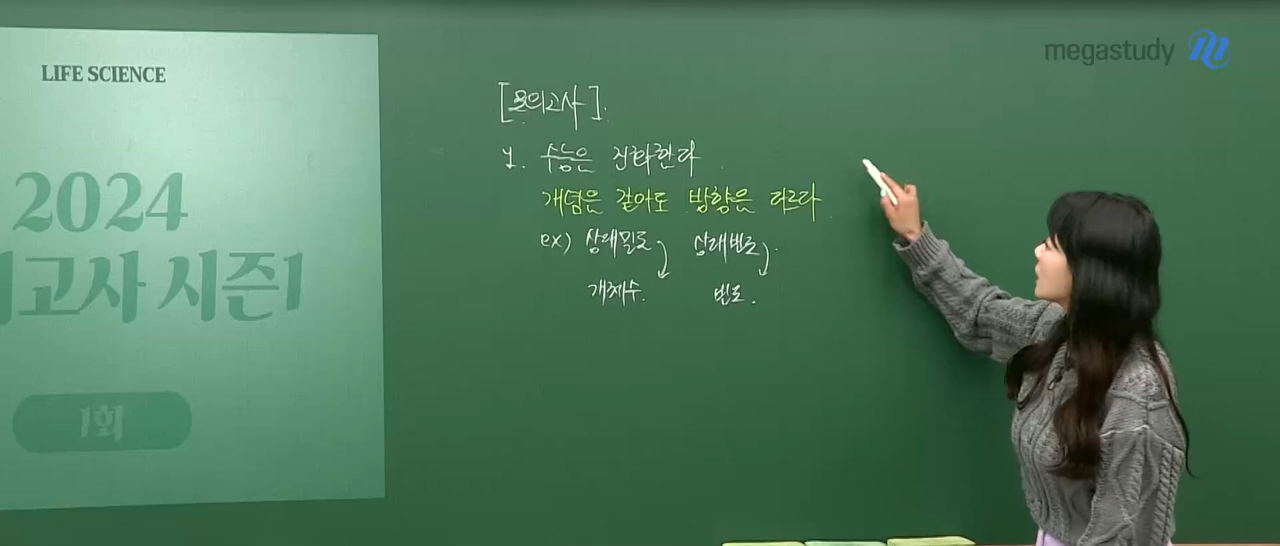 megastudy
LIFE SCIENCE
2024
고사 시즌1
1회
[모의고사].
1. 수능은 진화한다
개념은 같아도 방향은 다르다.
ex) 상대밀도 상대빈도.
개체수. 빈도.